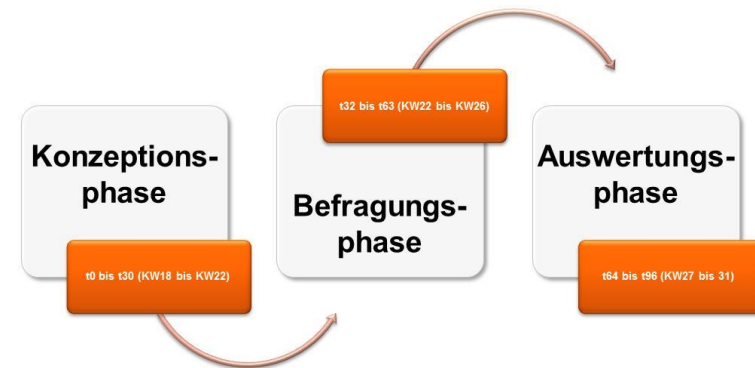 Konzeptions-
phase
t0 bis t30 (KW18 bis KW22)
t32 bis t63 (KW22 bis KW26)
Befragungs-
phase
Auswertungs-
phase
t64 bis t96 (KW27 bis 31)